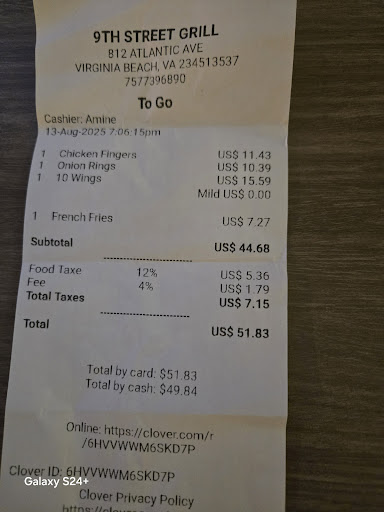 9TH STREET GRILL
812 ATLANTIC AVE
VIRGINIA BEACH, VA 234513537
7577396890
To Go
Cashier: Amine
13-Aug-2025 7:06:15pm
1 Chicken Fingers US$ 11.43
1 Onion Rings US$ 10.39
1 10 Wings US$ 15.59
Mild US$ 0.00
1 French Fries US$ 7.27
Subtotal US$ 44.68
Food Taxe 12% US$ 5.36
Fee 4% US$ 1.79
Total Taxes US$ 7.15
Total US$ 51.83
Total by card: $51.83
Total by cash: $49.84
Online: https://clover.com/r
/6HVVWWM6SKD7P
Clover ID: 6HVVWWM6SKD7P
Galaxy S24+
Clover Privacy Policy